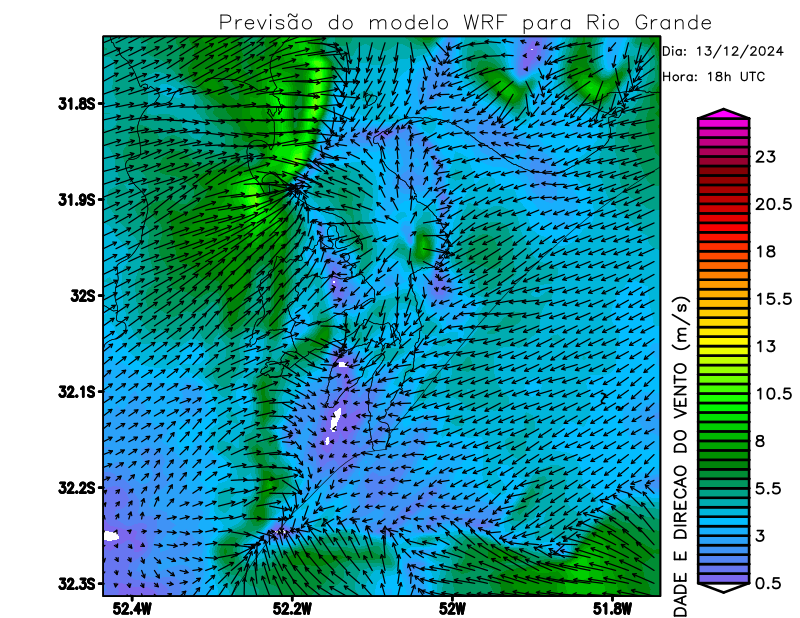 Previsão do modelo WRF para Rio Grande
Dia: 13/12/2024
Hora: 18h UTC
31.8S
31.9S
32S
32.1S
32.2S
32.3S
52.4W
52.2W
52W
51.8W
23
20.5
18
15.5
13
10.5
8
5.5
3
0.5
DADE E DIRECAO DO VENTO (m/s)